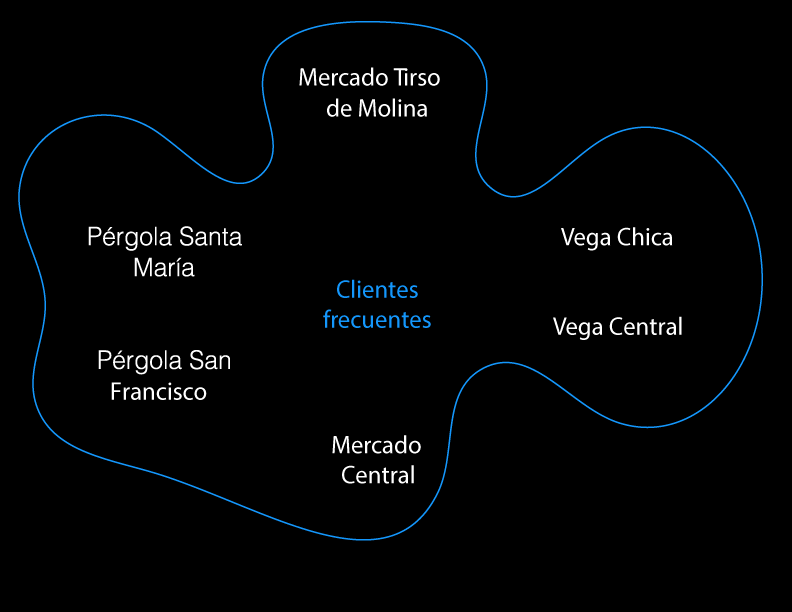 Mercado Tirso
de Molina
Pérgola Santa
María
Vega Chica
Clientes
frecuentes
Vega Central
Pérgola San
Francisco
Mercado
Central